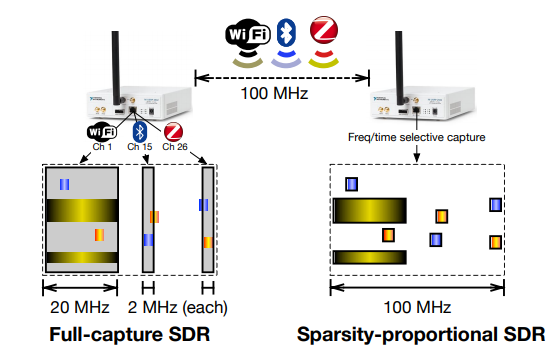 WiFi
Z
100 MHz
WiFi
Z
Ch 1
Ch 15
Ch 26
Freq/time selective capture
20 MHz
2 MHz (each)
100 MHz
Full-capture SDR
Sparsity-proportional SDR